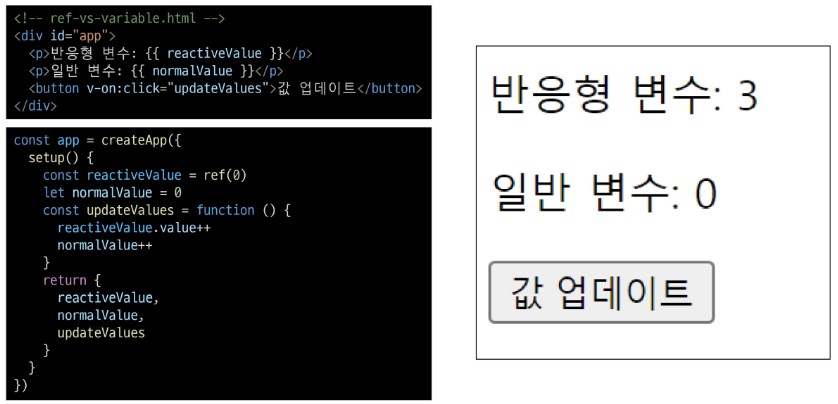 <!-- ref-vs-variable.html -->
<div id="app">
  <p>반응형 변수: {{ reactiveValue }}</p>
  <p>일반 변수: {{ normalValue }}</p>
  <button v-on:click="updateValues">값 업데이트</button>
</div>
const app = createApp({
  setup() {
    const reactiveValue = ref(0)
    let normalValue = 0
    const updateValues = function () {
      reactiveValue.value++
      normalValue++
    }
    return {
      reactiveValue,
      normalValue,
      updateValues
    }
  }
})
반응형 변수: 3
일반 변수: 0
값 업데이트